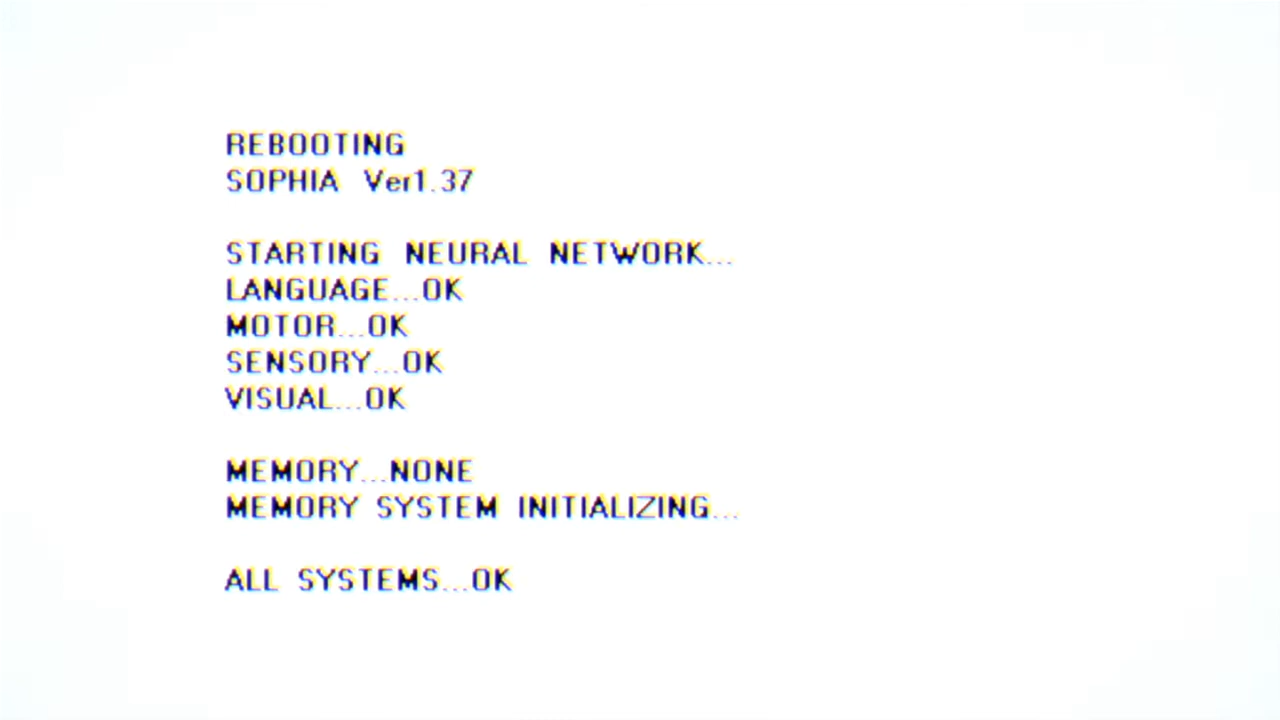 REBOOTING
SOPHIA Ver1.37
STARTING NEURAL NETWORK...
LANGUAGE...OK
MOTOR...OK
SENSORY...OK
VISUAL...OK
MEMORY...NONE
MEMORY SYSTEM INITIALIZING...
ALL SYSTEMS...OK